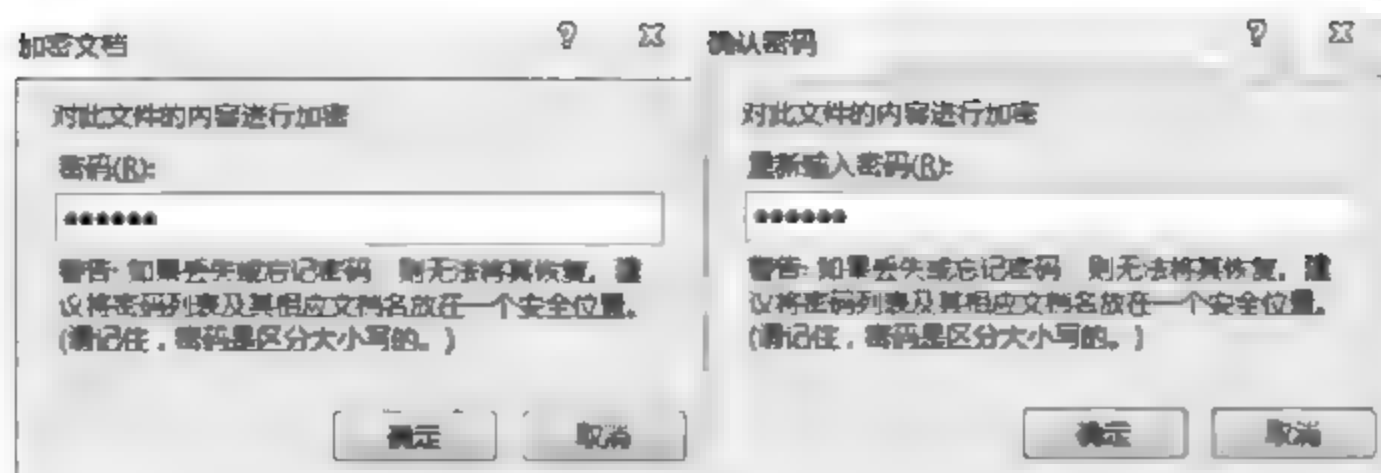 加密文档
对此文件的内容进行加密
密码(R):
●●●●●●
警告: 如果丢失或忘记密码，则无法将其恢复。建
议将密码列表及其相应文档名放在一个安全位置。
(请记住，密码是区分大小写的。)
确定 取消
确认密码
对此文件的内容进行加密
重新输入密码(R):
●●●●●●
警告: 如果丢失或忘记密码，则无法将其恢复。建
议将密码列表及其相应文档名放在一个安全位置。
(请记住，密码是区分大小写的。)
确定 取消